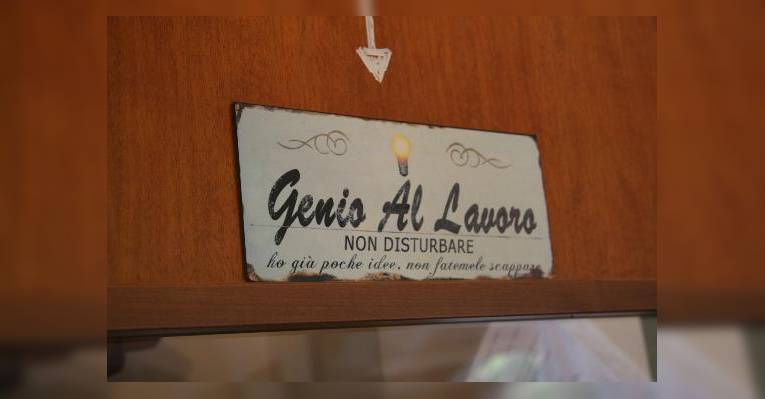 Genio Al Lavoro
NON DISTURBARE
ho già poche idee. non fatemele scappare